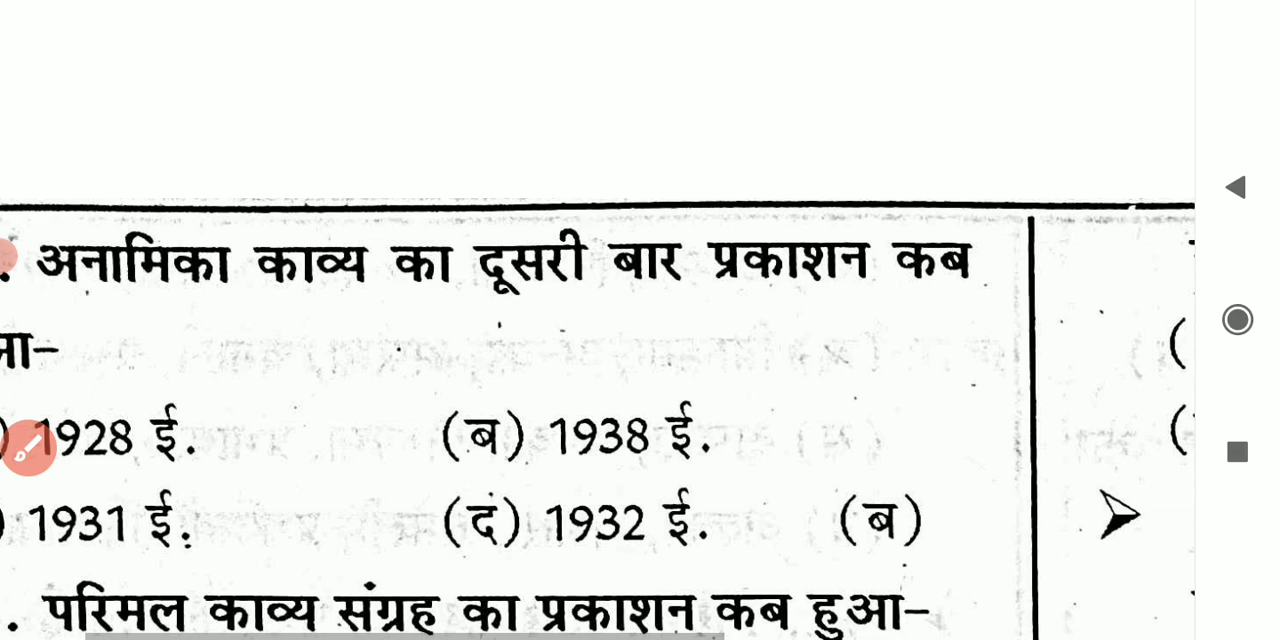 . अनामिका काव्य का दूसरी बार प्रकाशन कब
आ-
) 1928 ई. (ब) 1938 ई.
) 1931 ई. (द) 1932 ई. (ब)
. परिमल काव्य संग्रह का प्रकाशन कब हुआ-